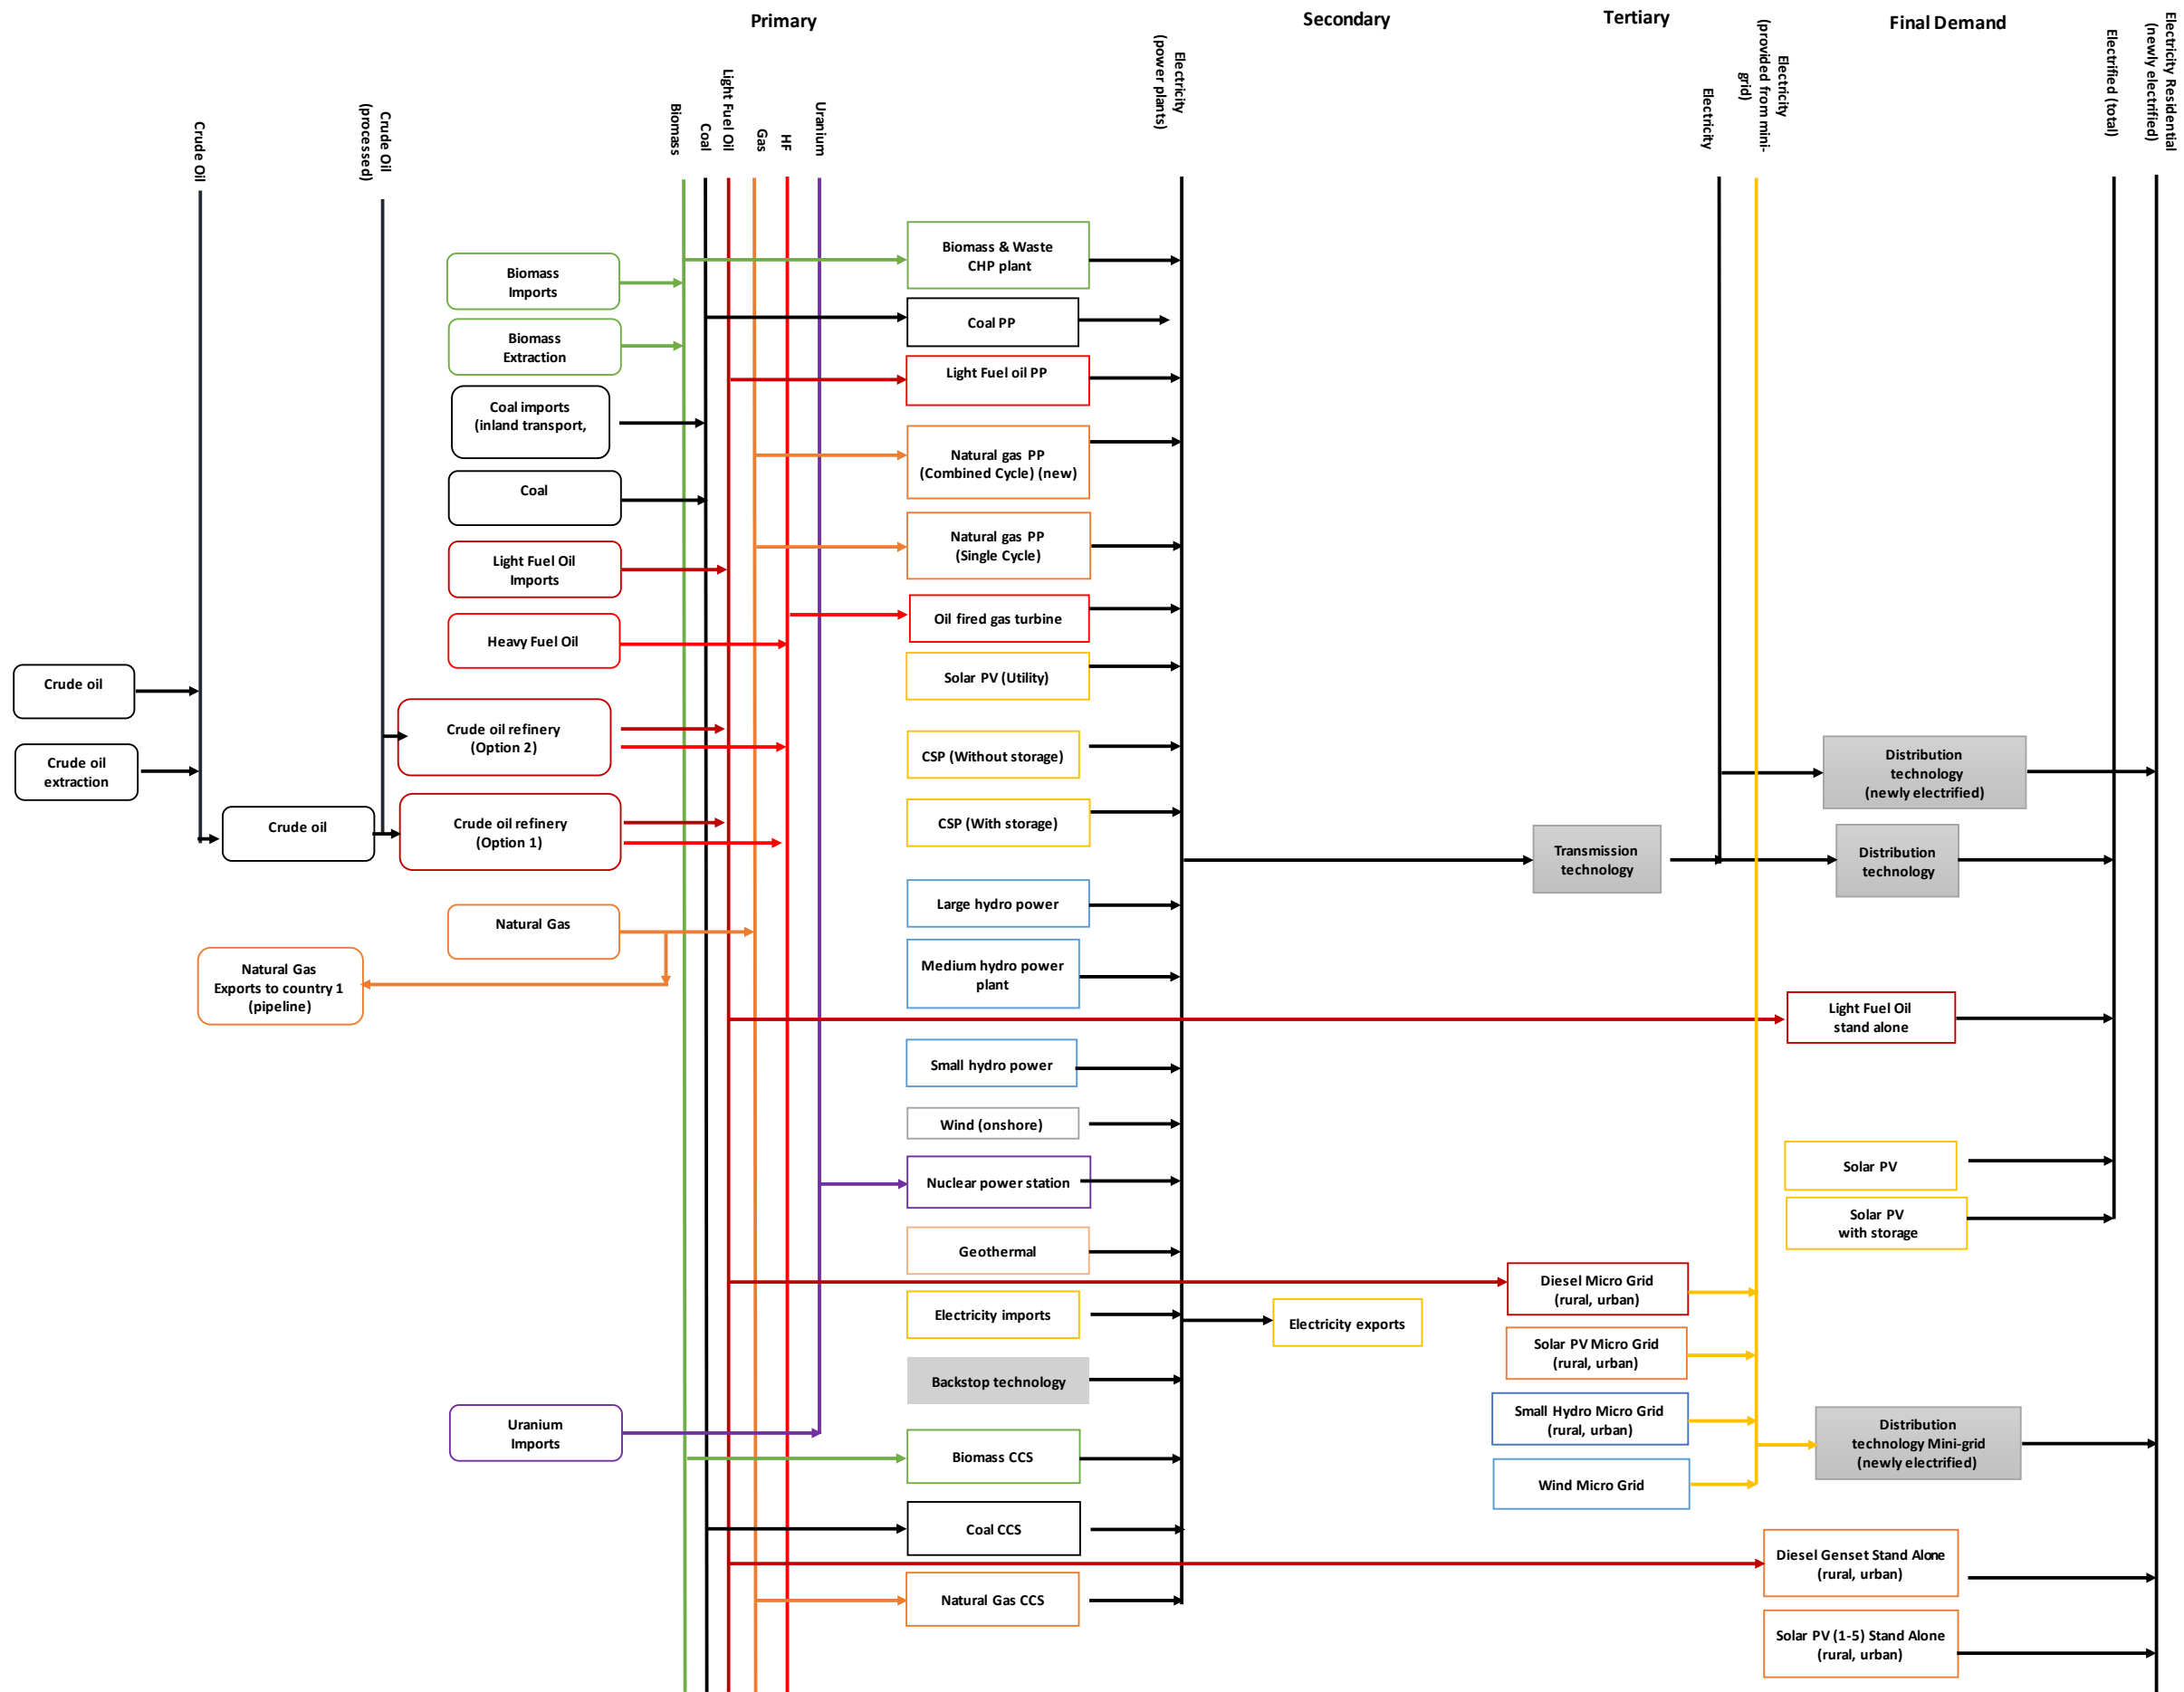 Primary
Secondary
Tertiary
Final Demand
Crude Oil
Crude Oil
(processed)
Biomass
Coal
Light Fuel Oil
Gas
HF
Uranium
Electricity
(power plants)
Electricity
Electricity
(provided from mini-
grid)
Electrified (total)
Electricity Residential
(newly electrified)
Biomass
Imports
Biomass
Extraction
Coal imports
(inland transport,
Coal
Light Fuel Oil
Imports
Heavy Fuel Oil
Crude oil
Crude oil
extraction
Crude oil
Crude oil refinery
(Option 2)
Crude oil refinery
(Option 1)
Natural Gas
Natural Gas
Exports to country 1
(pipeline)
Uranium
Imports
Biomass & Waste
CHP plant
Coal PP
Light Fuel oil PP
Natural gas PP
(Combined Cycle) (new)
Natural gas PP
(Single Cycle)
Oil fired gas turbine
Solar PV (Utility)
CSP (Without storage)
CSP (With storage)
Large hydro power
Medium hydro power
plant
Small hydro power
Wind (onshore)
Nuclear power station
Geothermal
Electricity imports
Backstop technology
Biomass CCS
Coal CCS
Natural Gas CCS
Electricity exports
Transmission
technology
Diesel Micro Grid
(rural, urban)
Solar PV Micro Grid
(rural, urban)
Small Hydro Micro Grid
(rural, urban)
Wind Micro Grid
Distribution
technology
(newly electrified)
Distribution
technology
Light Fuel Oil
stand alone
Solar PV
Solar PV
with storage
Distribution
technology Mini-grid
(newly electrified)
Diesel Genset Stand Alone
(rural, urban)
Solar PV (1-5) Stand Alone
(rural, urban)